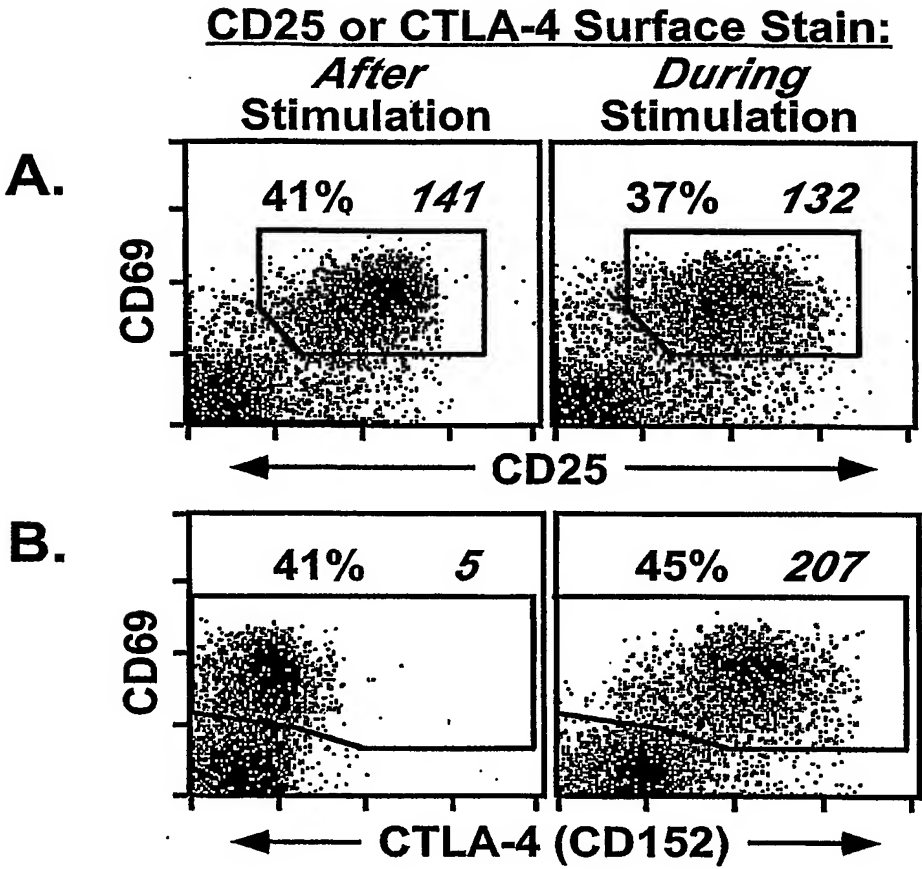 CD25 or CTLA-4 Surface Stain:
After During
Stimulation Stimulation
A.
41% 141 37% 132
CD69
CD25
B.
41% 5 45% 207
CD69
CTLA-4 (CD152)